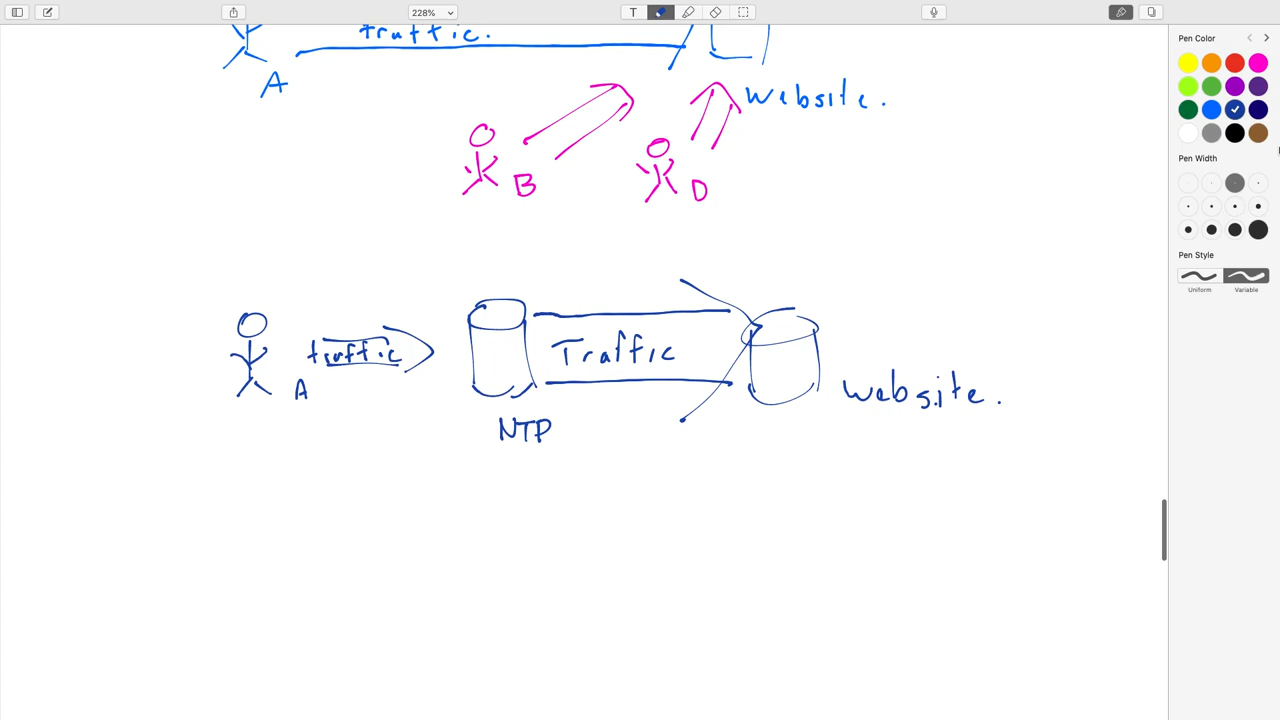 228%
T
Pen Color
traffic.
A
website.
B
D
Pen Width
Pen Style
Uniform
Variable
traffic
A
Traffic
website.
NTP